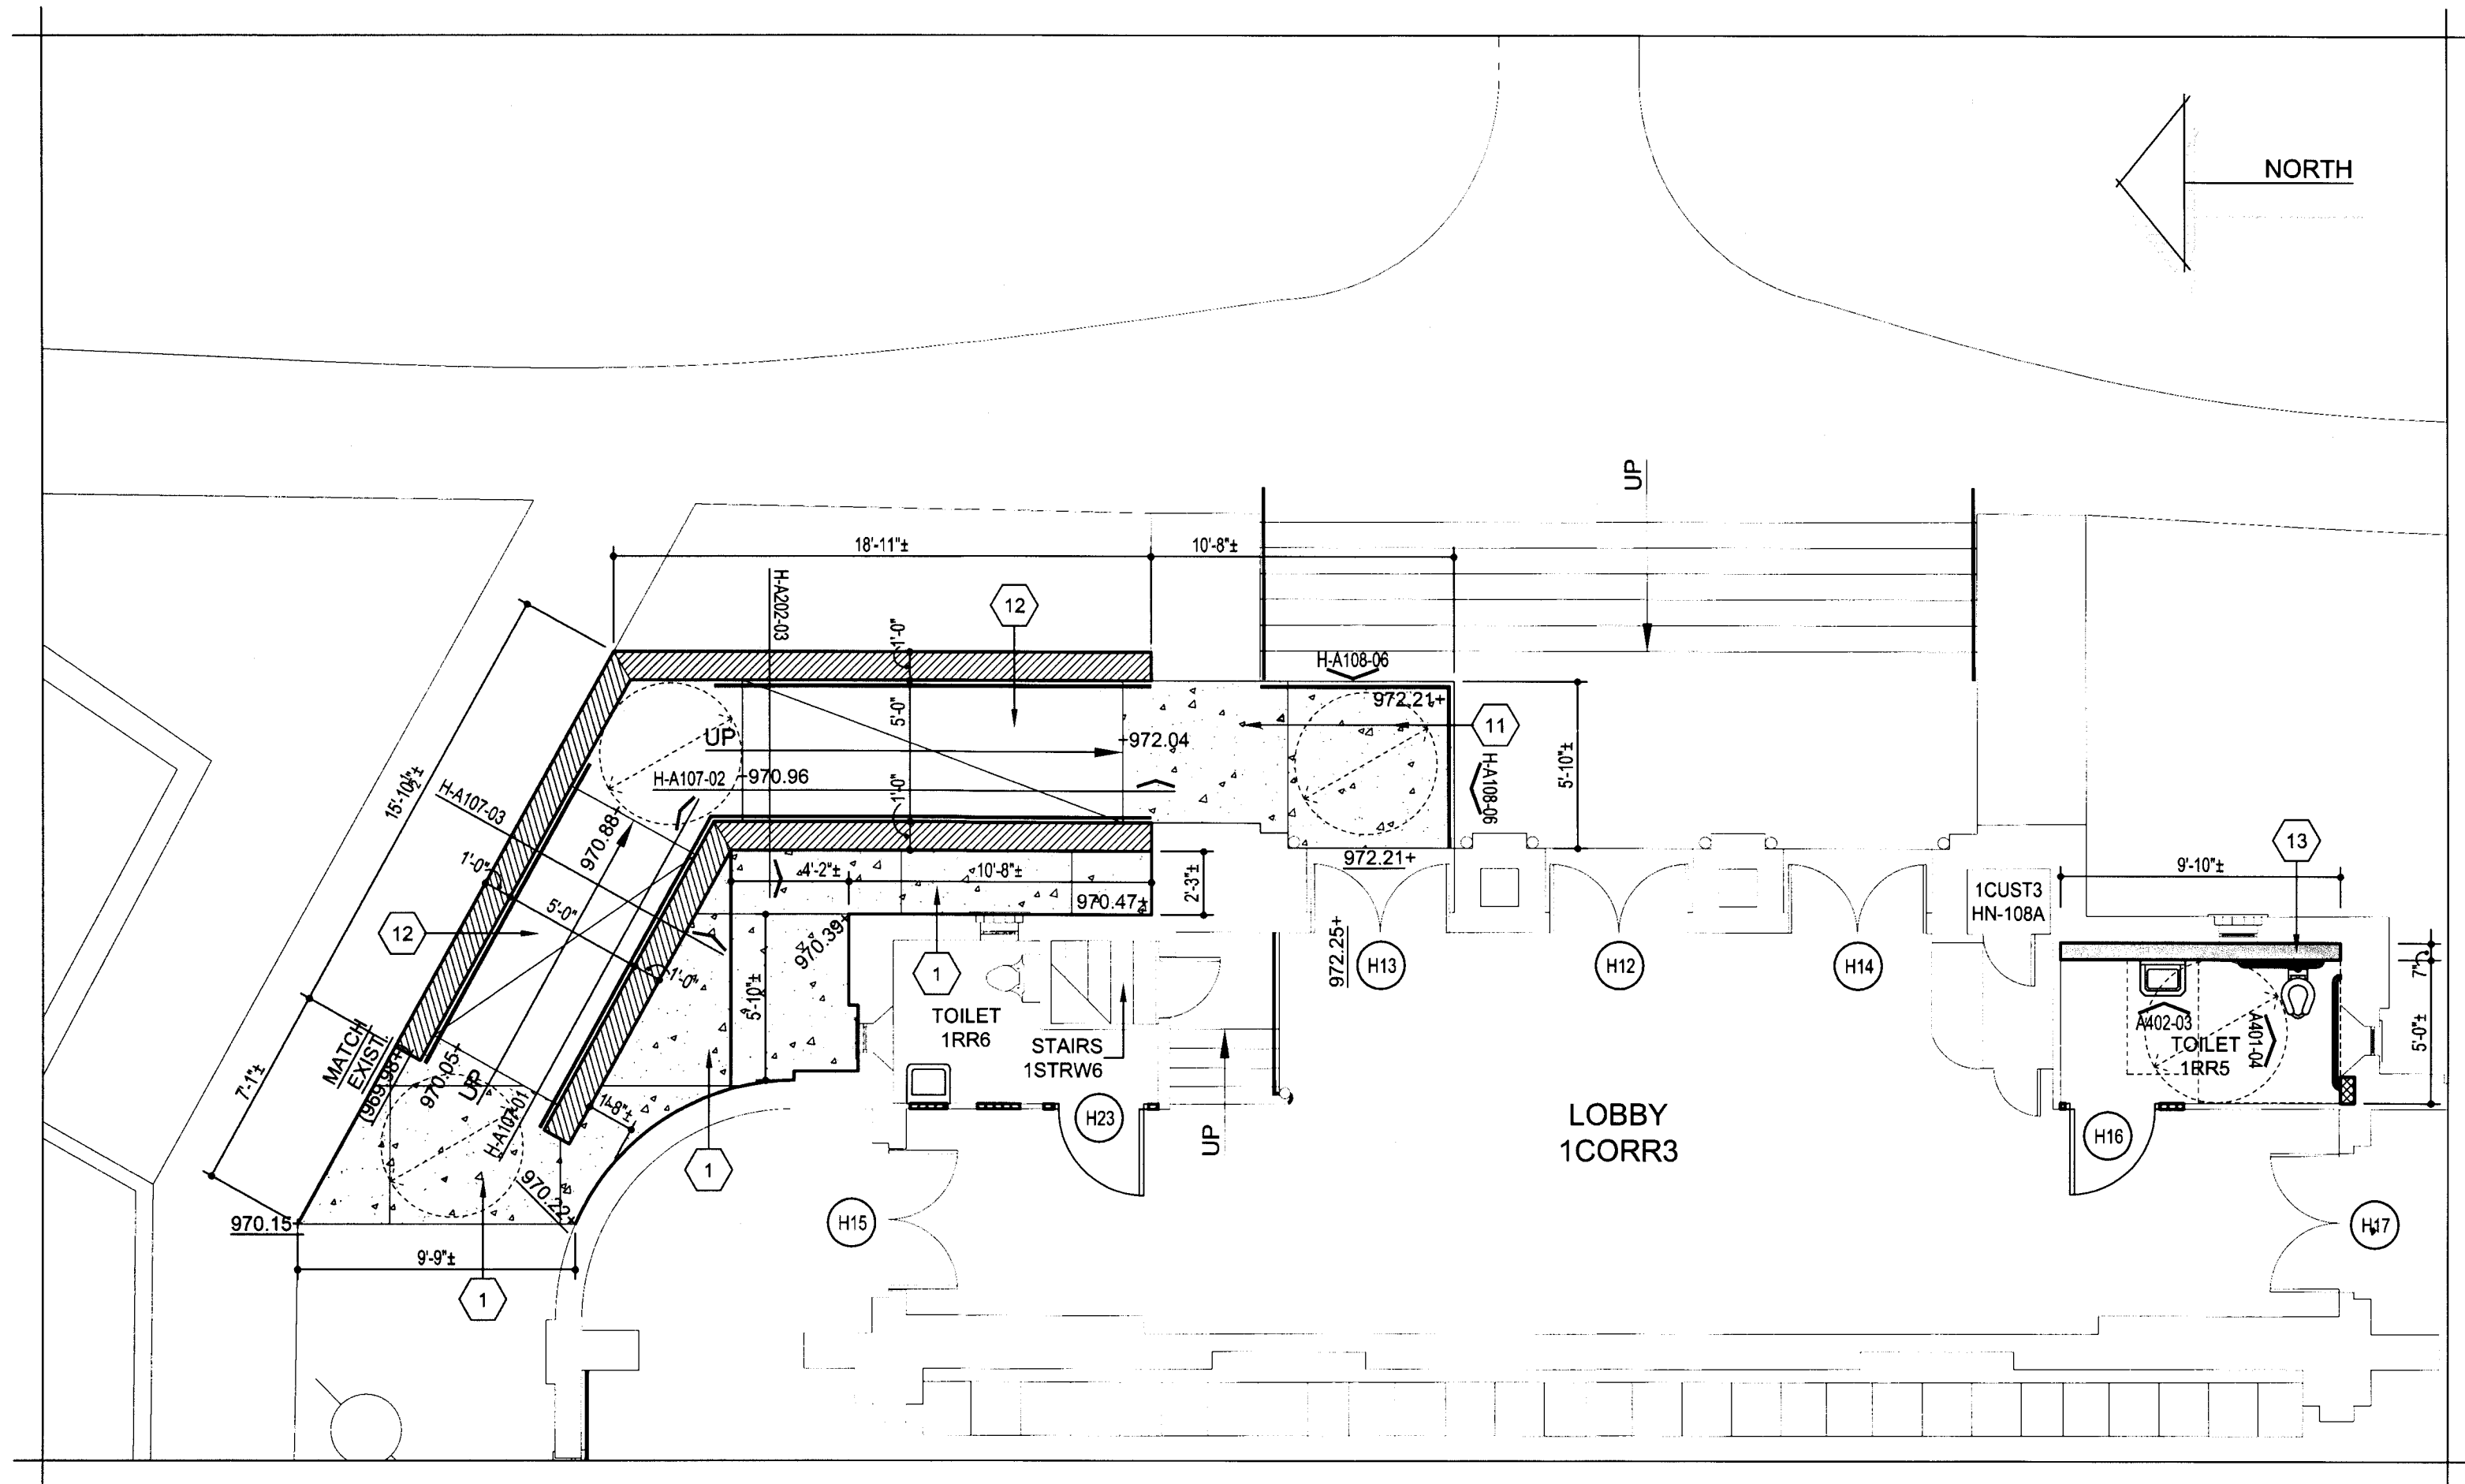 NORTH
UP
18'-11"±
10'-8"±
H-A202-03
12
1'-0"
H-A108-06
972.21+
11
5'-0"
UP
+972.04
5'-10"±
H-A108-06
H-A107-02
+970.96
15'-10½"±
H-A107-03
970.88+
1'-0"
13
972.21+
9'-10"±
1'-0"
4'-2"±
10'-8"±
2'-3"±
970.47±
1CUST3
HN-108A
5'-0"
12
970.39+
1
972.25+
H13
H12
H14
7"
1'-0"
5'-10"±
TOILET
1RR6
STAIRS
1STRW6
A402-03
A401-04
TOILET
1RR5
5'-0"±
MATCH
EXIST.
(969.98+)
970.05+
UP
7'-1"±
H-A107-01
1'-8"±
H23
UP
LOBBY
1CORR3
H16
1
970.22+
970.15+
H15
H17
9'-9"±
1